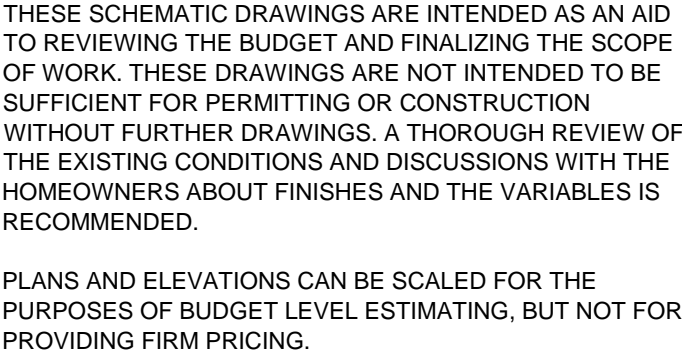 THESE SCHEMATIC DRAWINGS ARE INTENDED AS AN AID
TO REVIEWING THE BUDGET AND FINALIZING THE SCOPE
OF WORK. THESE DRAWINGS ARE NOT INTENDED TO BE
SUFFICIENT FOR PERMITTING OR CONSTRUCTION
WITHOUT FURTHER DRAWINGS. A THOROUGH REVIEW OF
THE EXISTING CONDITIONS AND DISCUSSIONS WITH THE
HOMEOWNERS ABOUT FINISHES AND THE VARIABLES IS
RECOMMENDED.

PLANS AND ELEVATIONS CAN BE SCALED FOR THE
PURPOSES OF BUDGET LEVEL ESTIMATING, BUT NOT FOR
PROVIDING FIRM PRICING.